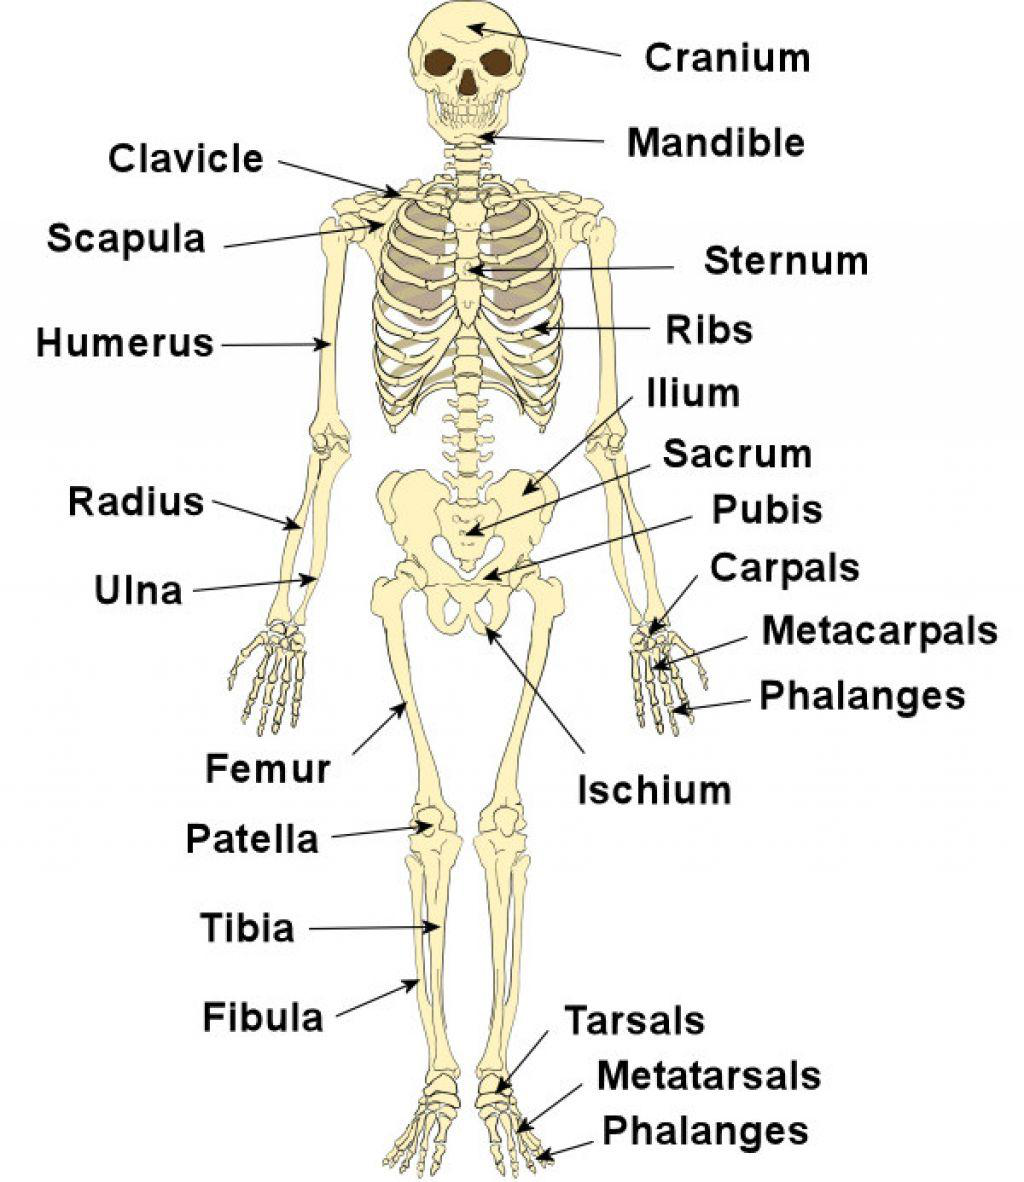 Cranium
Mandible
Clavicle
Scapula
Sternum
Ribs
Humerus
Ilium
Sacrum
Radius
Pubis
Carpals
Ulna
Metacarpals
Phalanges
Femur
Ischium
Patella
Tibia
Fibula
Tarsals
Metatarsals
Phalanges